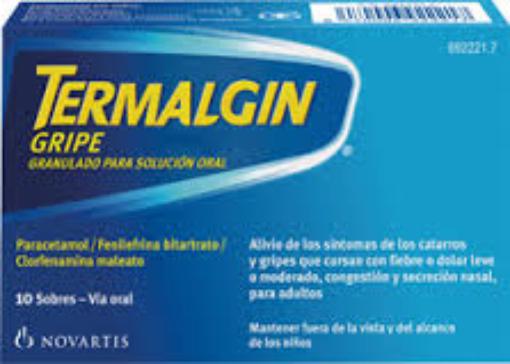 692221.7
TERMALGIN
GRIPE
GRANULADO PARA SOLUCIÓN ORAL
Paracetamol / Fenilefrina bitartrato /
Clorfenamina maleato
10 Sobres – Vía oral
NOVARTIS
Alivio de los síntomas de los catarros
y gripes que cursan con fiebre o dolor leve
o moderado, congestión y secreción nasal,
para adultos
Mantener fuera de la vista y del alcance
de los niños